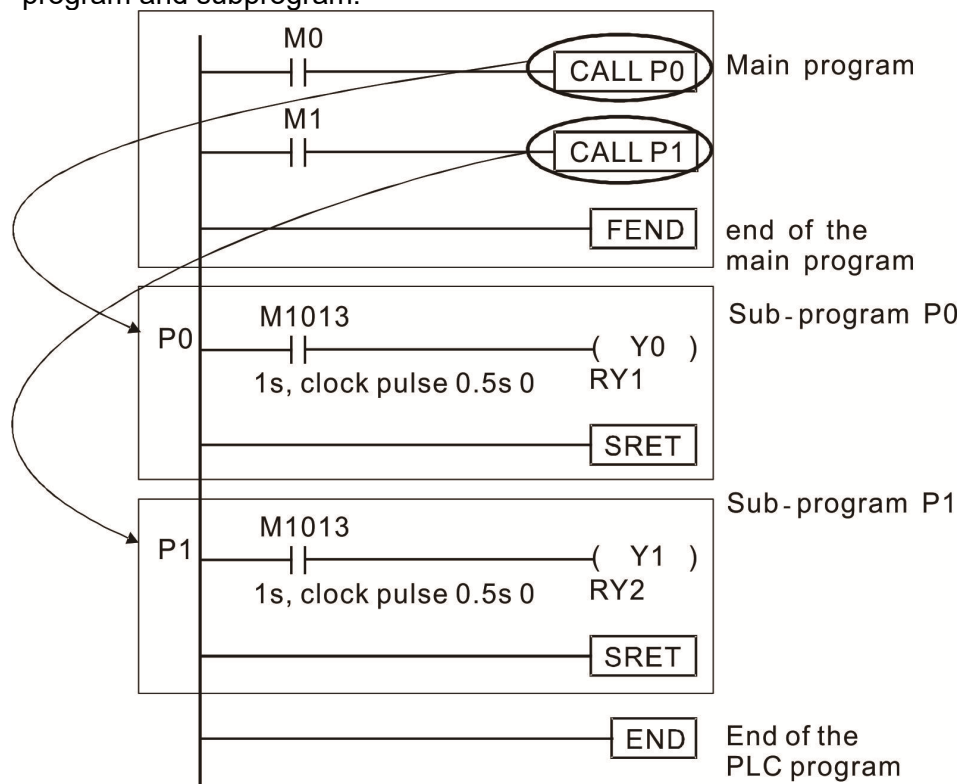 program and subprogram.
M0
CALL P0
Main program
M1
CALL P1
FEND
end of the
main program
Sub-program P0
P0
M1013
( Y0 )
1s, clock pulse 0.5s 0
RY1
SRET
Sub-program P1
P1
M1013
( Y1 )
1s, clock pulse 0.5s 0
RY2
SRET
END
End of the
PLC program